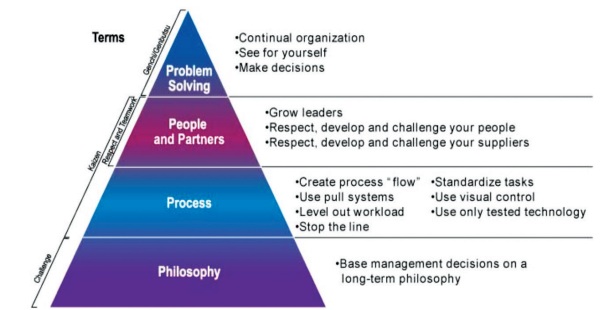 Terms
Genchi/Genbutsu
Problem
Solving
•Continual organization
•See for yourself
•Make decisions
Kaizen
Respect and Teamwork
People
and Partners
•Grow leaders
•Respect, develop and challenge your people
•Respect, develop and challenge your suppliers
Process
•Create process “flow”
•Use pull systems
•Level out workload
•Stop the line
•Standardize tasks
•Use visual control
•Use only tested technology
Challenge
Philosophy
•Base management decisions on a
long-term philosophy